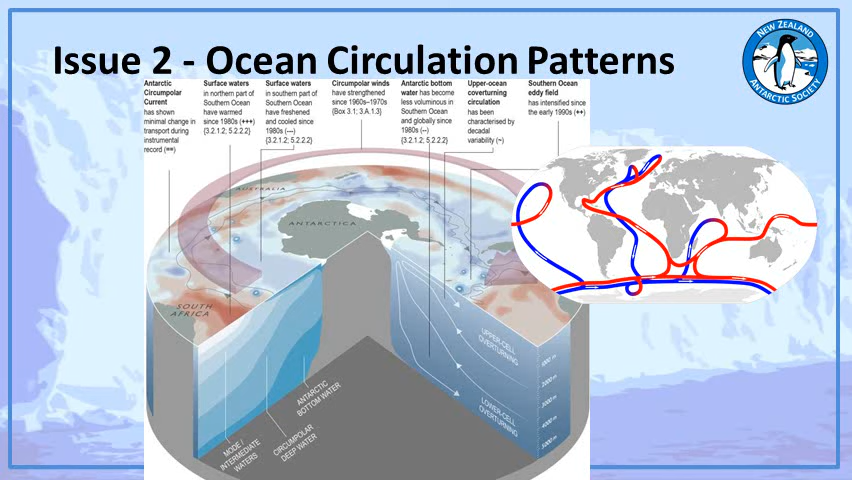 Issue 2 - Ocean Circulation Patterns
NEW ZEALAND
ANTARCTIC SOCIETY
Antarctic
Circumpolar
Current
has shown
minimal change in
transport during
instrumental
record (==)
Surface waters
in northern part of
Southern Ocean
have warmed
since 1980s (+++)
{3.2.1.2; 5.2.2.2}
Surface waters
in southern part of
Southern Ocean
have freshened
and cooled since
1980s (---)
{3.2.1.2; 5.2.2.2}
Circumpolar winds
have strengthened
since 1960s–1970s
(Box 3.1; 3.A.1.3)
Antarctic bottom
water has become
less voluminous in
Southern Ocean
and globally since
1980s (--)
{3.2.1.2; 5.2.2.2}
Upper-ocean
coverturning
circulation
has been
characterised by
decadal
variability (~)
Southern Ocean
eddy field
has intensified since
the early 1990s (++)
AUSTRALIA
ANTARCTICA
SOUTH
AFRICA
UPPER-CELL
OVERTURNING
LOWER-CELL
OVERTURNING
1000 m
2000 m
3000 m
4000 m
5000 m
ANTARCTIC
BOTTOM WATER
CIRCUMPOLAR
DEEP WATER
MODE /
INTERMEDIATE
WATERS